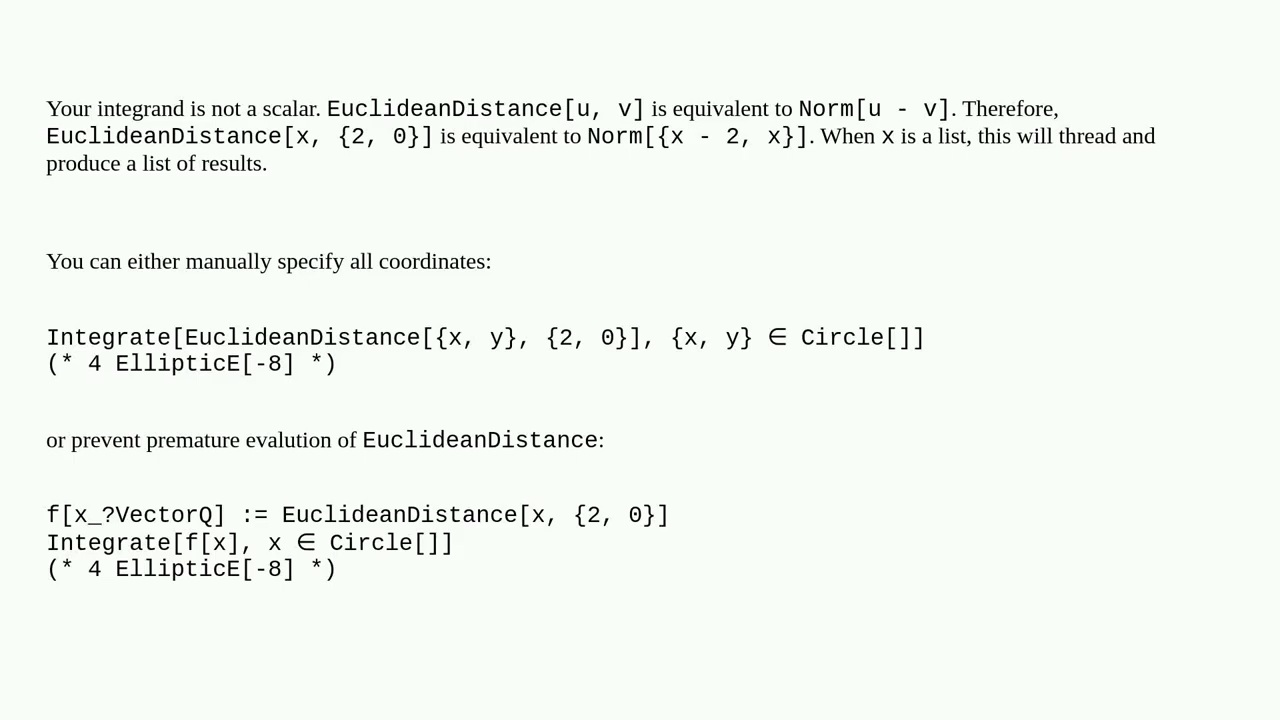 Your integrand is not a scalar. EuclideanDistance[u, v] is equivalent to Norm[u - v]. Therefore,
EuclideanDistance[x, {2, 0}] is equivalent to Norm[{x - 2, x}]. When x is a list, this will thread and
produce a list of results.
You can either manually specify all coordinates:
Integrate[EuclideanDistance[{x, y}, {2, 0}], {x, y} ∈ Circle[]]
(* 4 EllipticE[-8] *)
or prevent premature evalution of EuclideanDistance:
f[x_?VectorQ] := EuclideanDistance[x, {2, 0}]
Integrate[f[x], x ∈ Circle[]]
(* 4 EllipticE[-8] *)